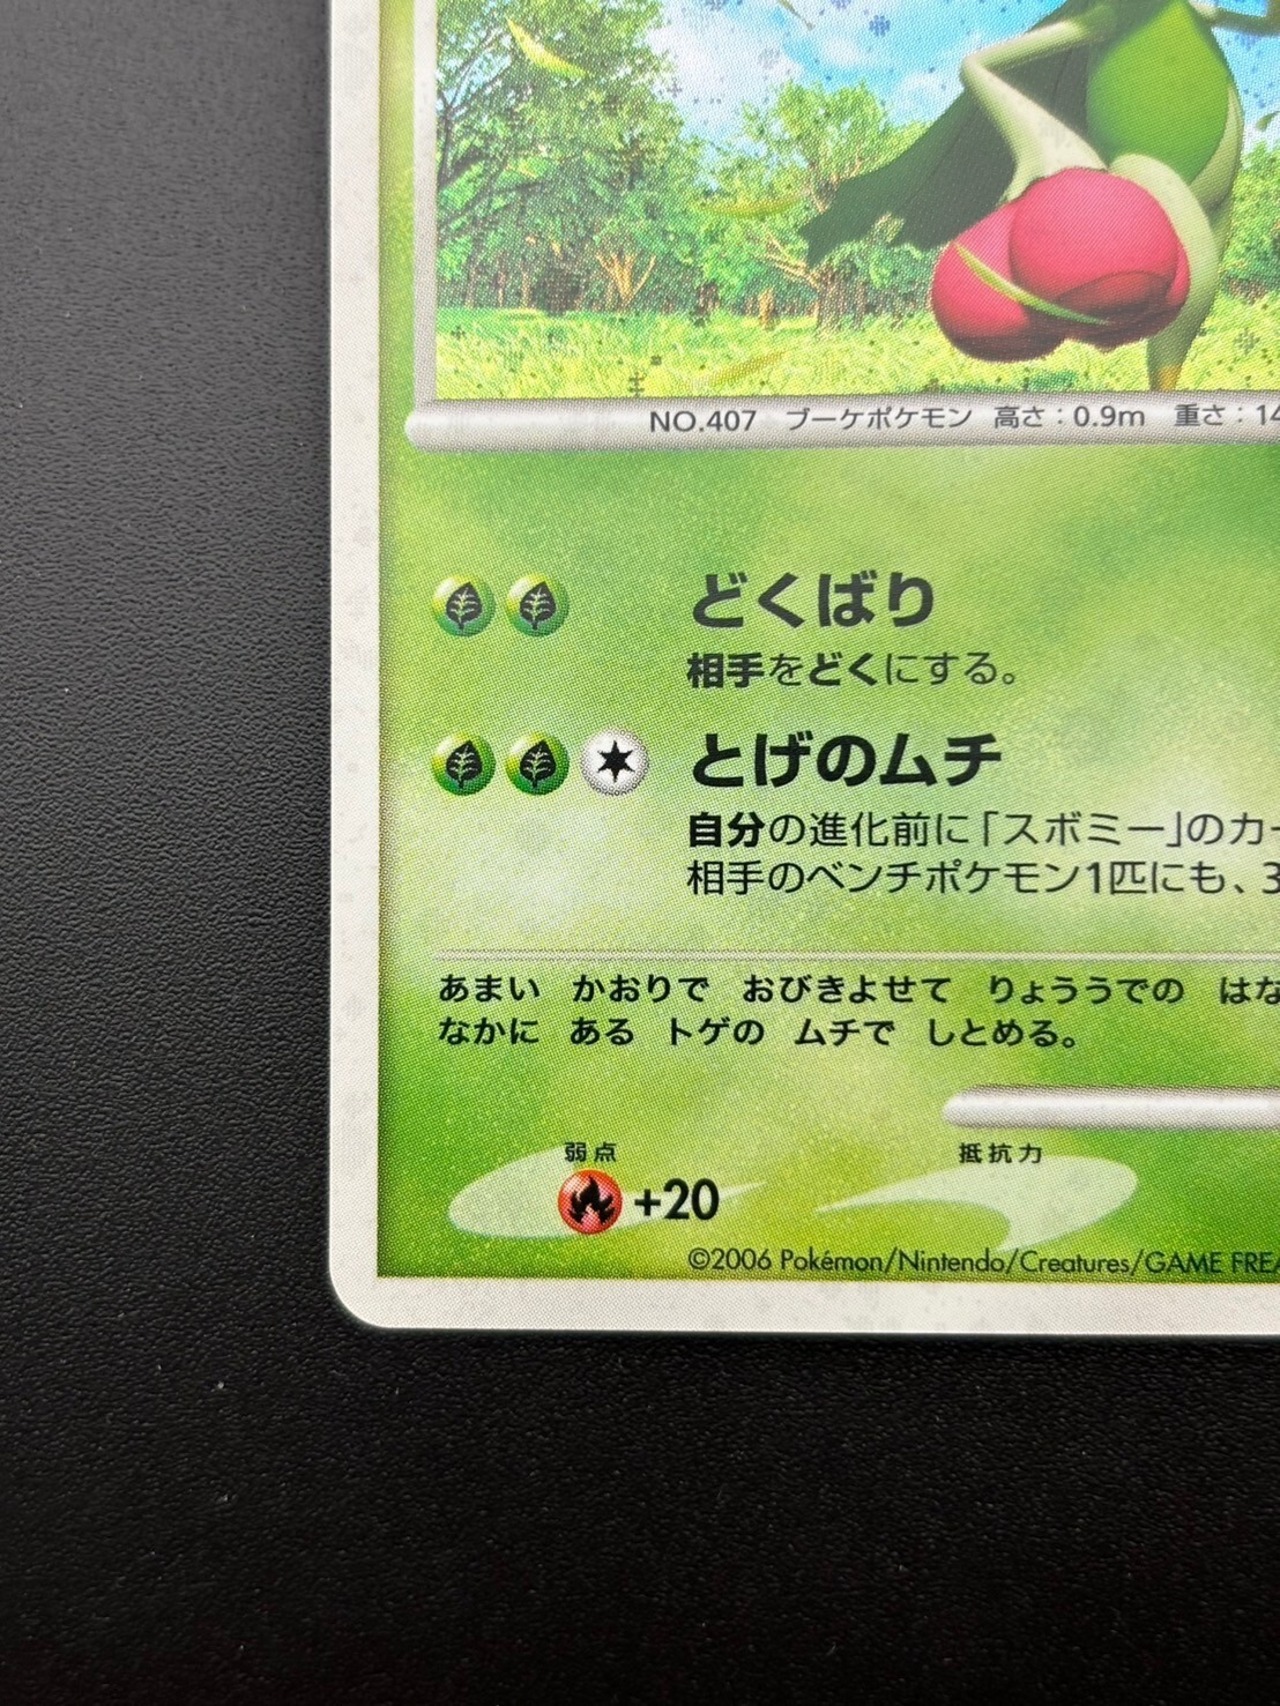 NO.407 ブーケポケモン 高さ：0.9m 重さ：14
どくばり
相手をどくにする。
とげのムチ
自分の進化前に「スボミー」のカー
相手のベンチポケモン1匹にも、3
あまい かおりで おびきよせて りょううでの はな
なかに ある トゲの ムチで しとめる。
弱点 抵抗力
+20
©2006 Pokémon/Nintendo/Creatures/GAME FREA